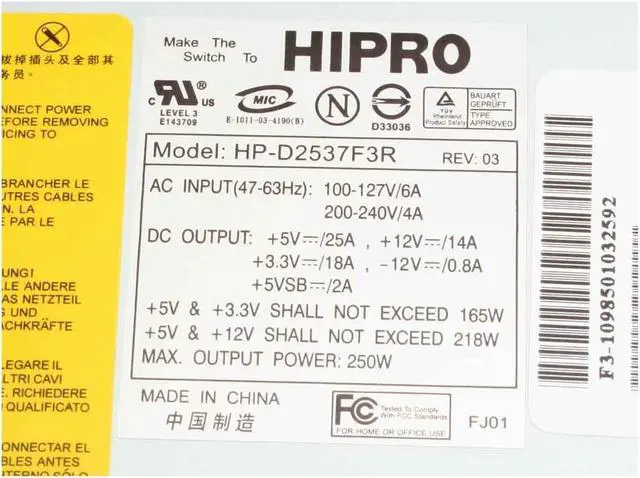 拔掉插头及全部其
务员。
NNECT POWER
EFORE REMOVING
ICING TO
BRANCHER LE
UTRES CABLES
N. LA
E PAR LE
UNG!
LLE ANDERE
AS NETZTEIL
ACHKRÄFTE
LEGARE IL
ALTRI CAVI
E. RICHIEDERE
O QUALIFICATO
ONNECTAR EL
BLES ANTES
NTERNO SÓLO
Make The
Switch To HIPRO
c UL US
LEVEL 3
E143709
MIC
E-1011-03-4190(B)
N
S
D33036
TÜV
Rheinland
Product Safety
BAUART
GEPRÜFT
TYPE
APPROVED
Model: HP-D2537F3R REV: 03
AC INPUT(47-63Hz): 100-127V/6A
200-240V/4A
DC OUTPUT: +5V⎓/25A , +12V⎓/14A
+3.3V⎓/18A , -12V⎓/0.8A
+5VSB⎓/2A
+5V & +3.3V SHALL NOT EXCEED 165W
+5V & +12V SHALL NOT EXCEED 218W
MAX. OUTPUT POWER: 250W
MADE IN CHINA
中国制造
FC Tested To Comply
With FCC Standards
FOR HOME OR OFFICE USE
FJ01
F3-1098501032592